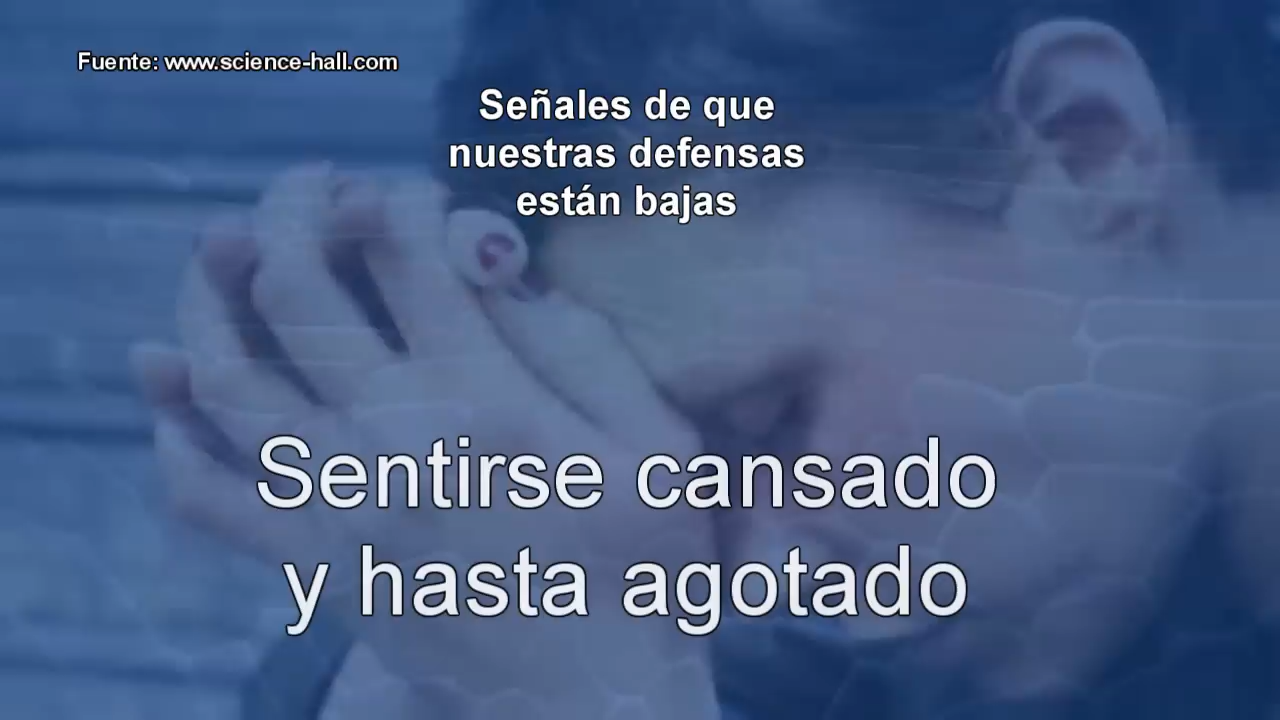 Fuente: www.science-hall.com
Señales de que
nuestras defensas
están bajas
Sentirse cansado
y hasta agotado